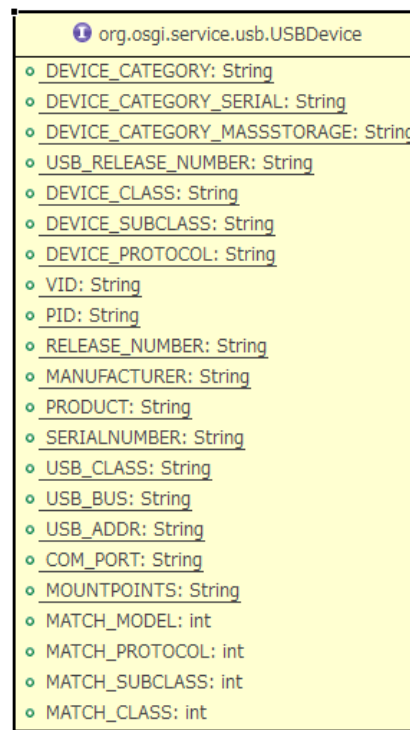 I org.osgi.service.usb.USBDevice
DEVICE_CATEGORY: String
DEVICE_CATEGORY_SERIAL: String
DEVICE_CATEGORY_MASSSTORAGE: String
USB_RELEASE_NUMBER: String
DEVICE_CLASS: String
DEVICE_SUBCLASS: String
DEVICE_PROTOCOL: String
VID: String
PID: String
RELEASE_NUMBER: String
MANUFACTURER: String
PRODUCT: String
SERIALNUMBER: String
USB_CLASS: String
USB_BUS: String
USB_ADDR: String
COM_PORT: String
MOUNTPOINTS: String
MATCH_MODEL: int
MATCH_PROTOCOL: int
MATCH_SUBCLASS: int
MATCH_CLASS: int